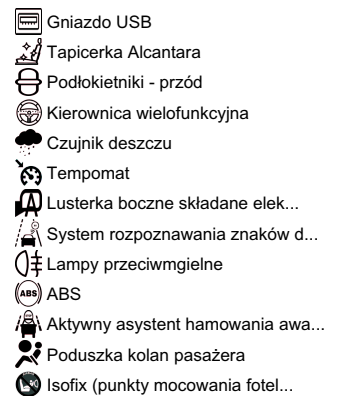 Gniazdo USB
Tapicerka Alcantara
Podłokietniki - przód
Kierownica wielofunkcyjna
Czujnik deszczu
Tempomat
Lusterka boczne składane elek...
System rozpoznawania znaków d...
Lampy przeciwmgielne
(ABS) ABS
Aktywny asystent hamowania awa...
Poduszka kolan pasażera
Isofix (punkty mocowania fotel...